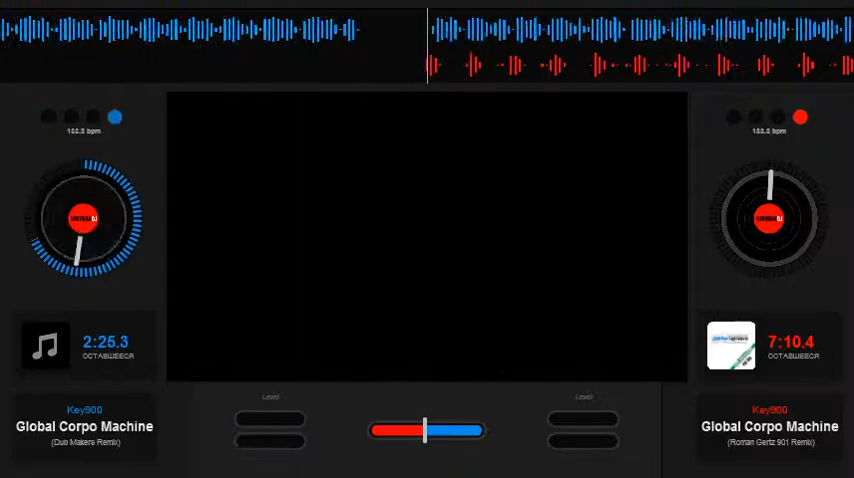 2:25.3
ОСТАВШЕЕСЯ
Key900
Global Corpo Machine
(Dub Makers Remix)
Level
Level
7:10.4
ОСТАВШЕЕСЯ
Key900
Global Corpo Machine
(Roman Gertz 901 Remix)